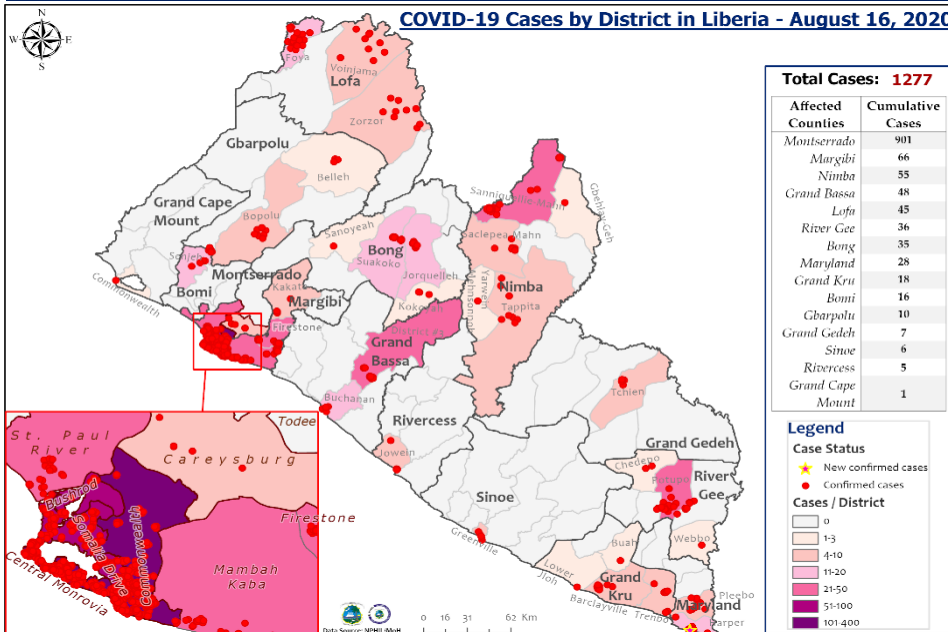 COVID-19 Cases by District in Liberia - August 16, 2020
N
W E
S
Foya
Voinjama
Lofa
Zorzor
Gbarpolu
Belleh
Grand Cape
Mount
Bopolu
Sanoyeah
Bong
Suakoko
Jorquelleh
Kokoyah
Senjeh
Bomi
Commonwealth
Montserrado
Kakata
Margibi
Firestone
Sanniquillie-Mahn
Gbehlay-Geh
Saclepea Mahn
Yarwein
Mehnsonnoh
Nimba
Tappita
District #3
Grand
Bassa
Buchanan
Rivercess
Jowein
Tchien
Grand Gedeh
Chedepo
Potupo
River
Gee
Sinoe
Greenville
Webbo
Buah
Lower
Jloh
Grand
Kru
Barclayville
Trenbo
Pleebo
Maryland
Harper
Total Cases: 1277
Affected Counties Cumulative Cases
Montserrado 901
Margibi 66
Nimba 55
Grand Bassa 48
Lofa 45
River Gee 36
Bong 35
Maryland 28
Grand Kru 18
Bomi 16
Gbarpolu 10
Grand Gedeh 7
Sinoe 6
Rivercess 5
Grand Cape Mount 1
Legend
Case Status
New confirmed cases
Confirmed cases
Cases / District
0
1-3
4-10
11-20
21-50
51-100
101-400
Todee
St. Paul
River
Careysburg
Bushrod
Somalia Drive
Commonwealth
Firestone
Mambah
Kaba
Central Monrovia
Data Source: NPHIL/MoH
0 16 31 62 Km